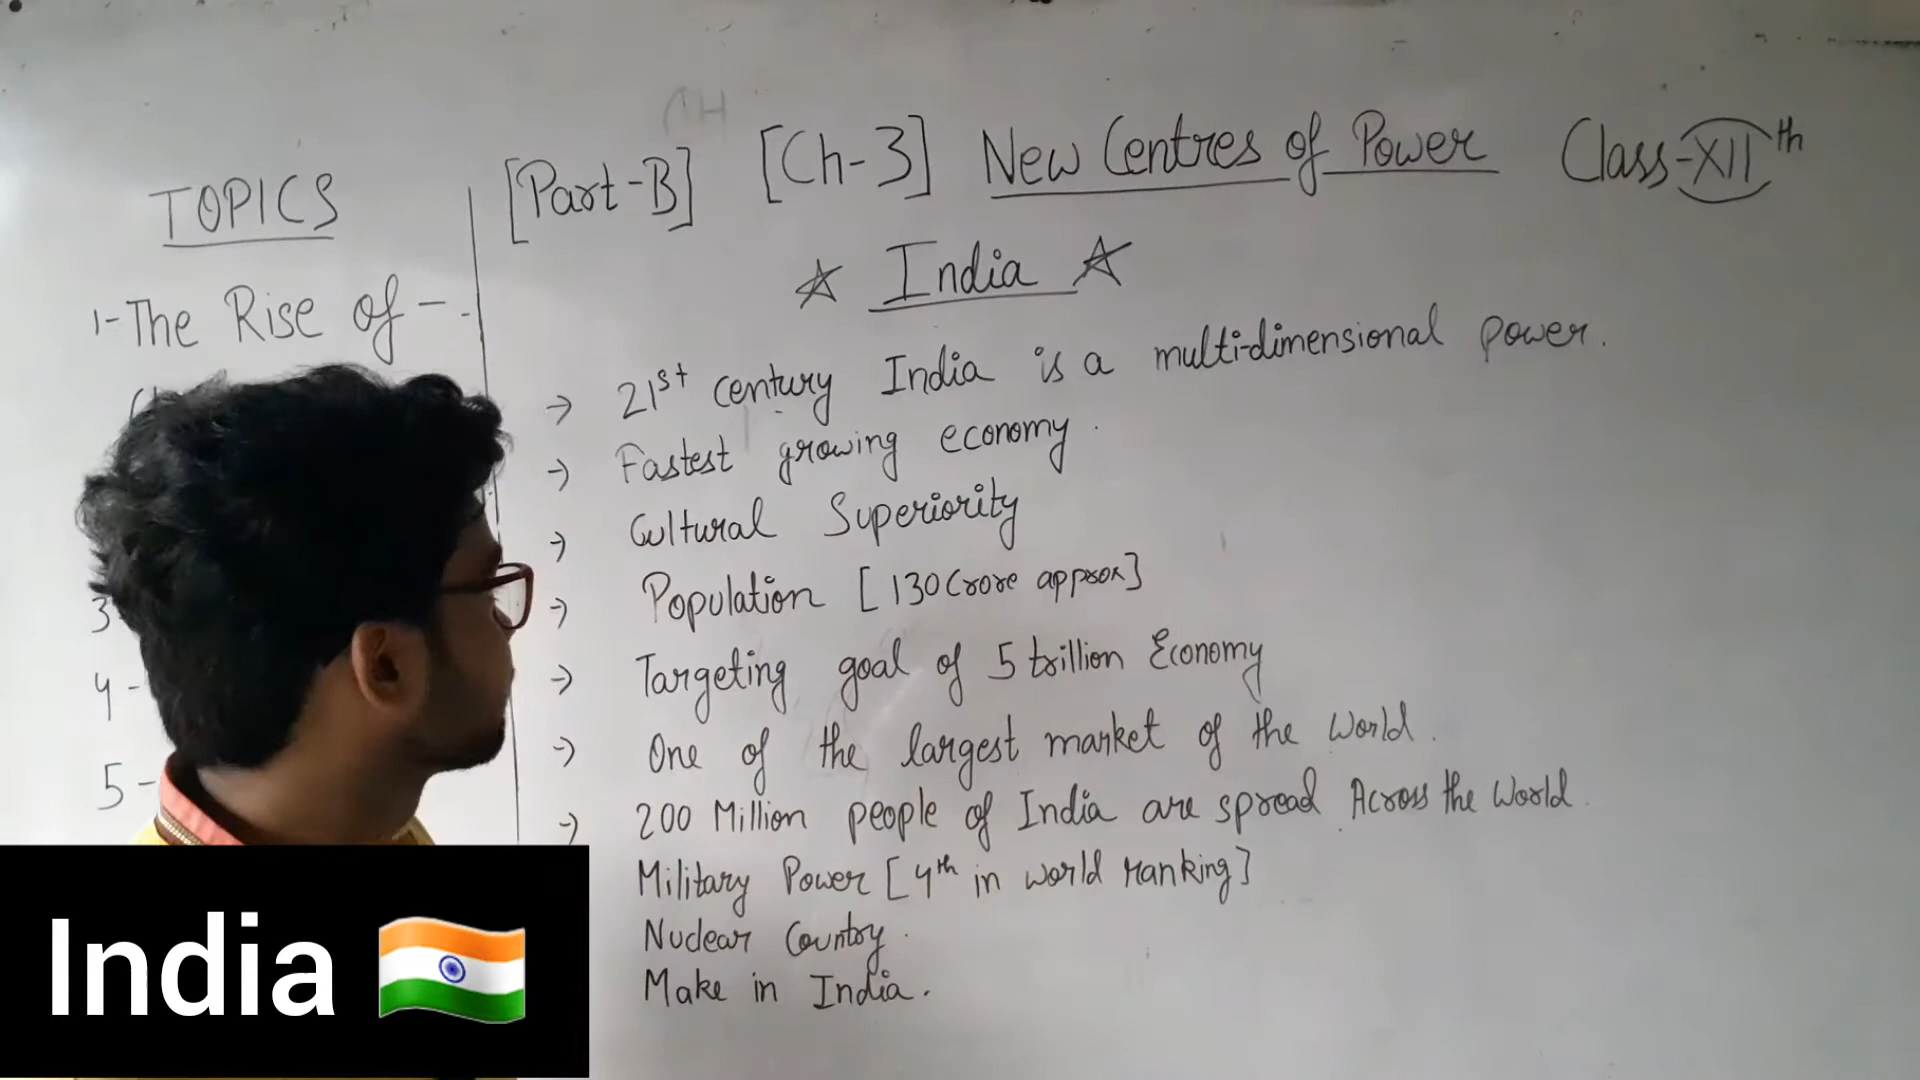 TOPICS
1- The Rise of -
3
4 -
5 -
[Part-B] [Ch-3] New Centres of Power Class-XIIth
☆ India ☆
→ 21st century India is a multi-dimensional power.
→ Fastest growing economy.
→ Cultural Superiority
→ Population [130 Crore approx]
→ Targeting goal of 5 trillion Economy
→ One of the largest market of the World.
→ 200 Million people of India are spread Across the World.
Military Power [4th in world ranking]
Nuclear Country.
Make in India.
India